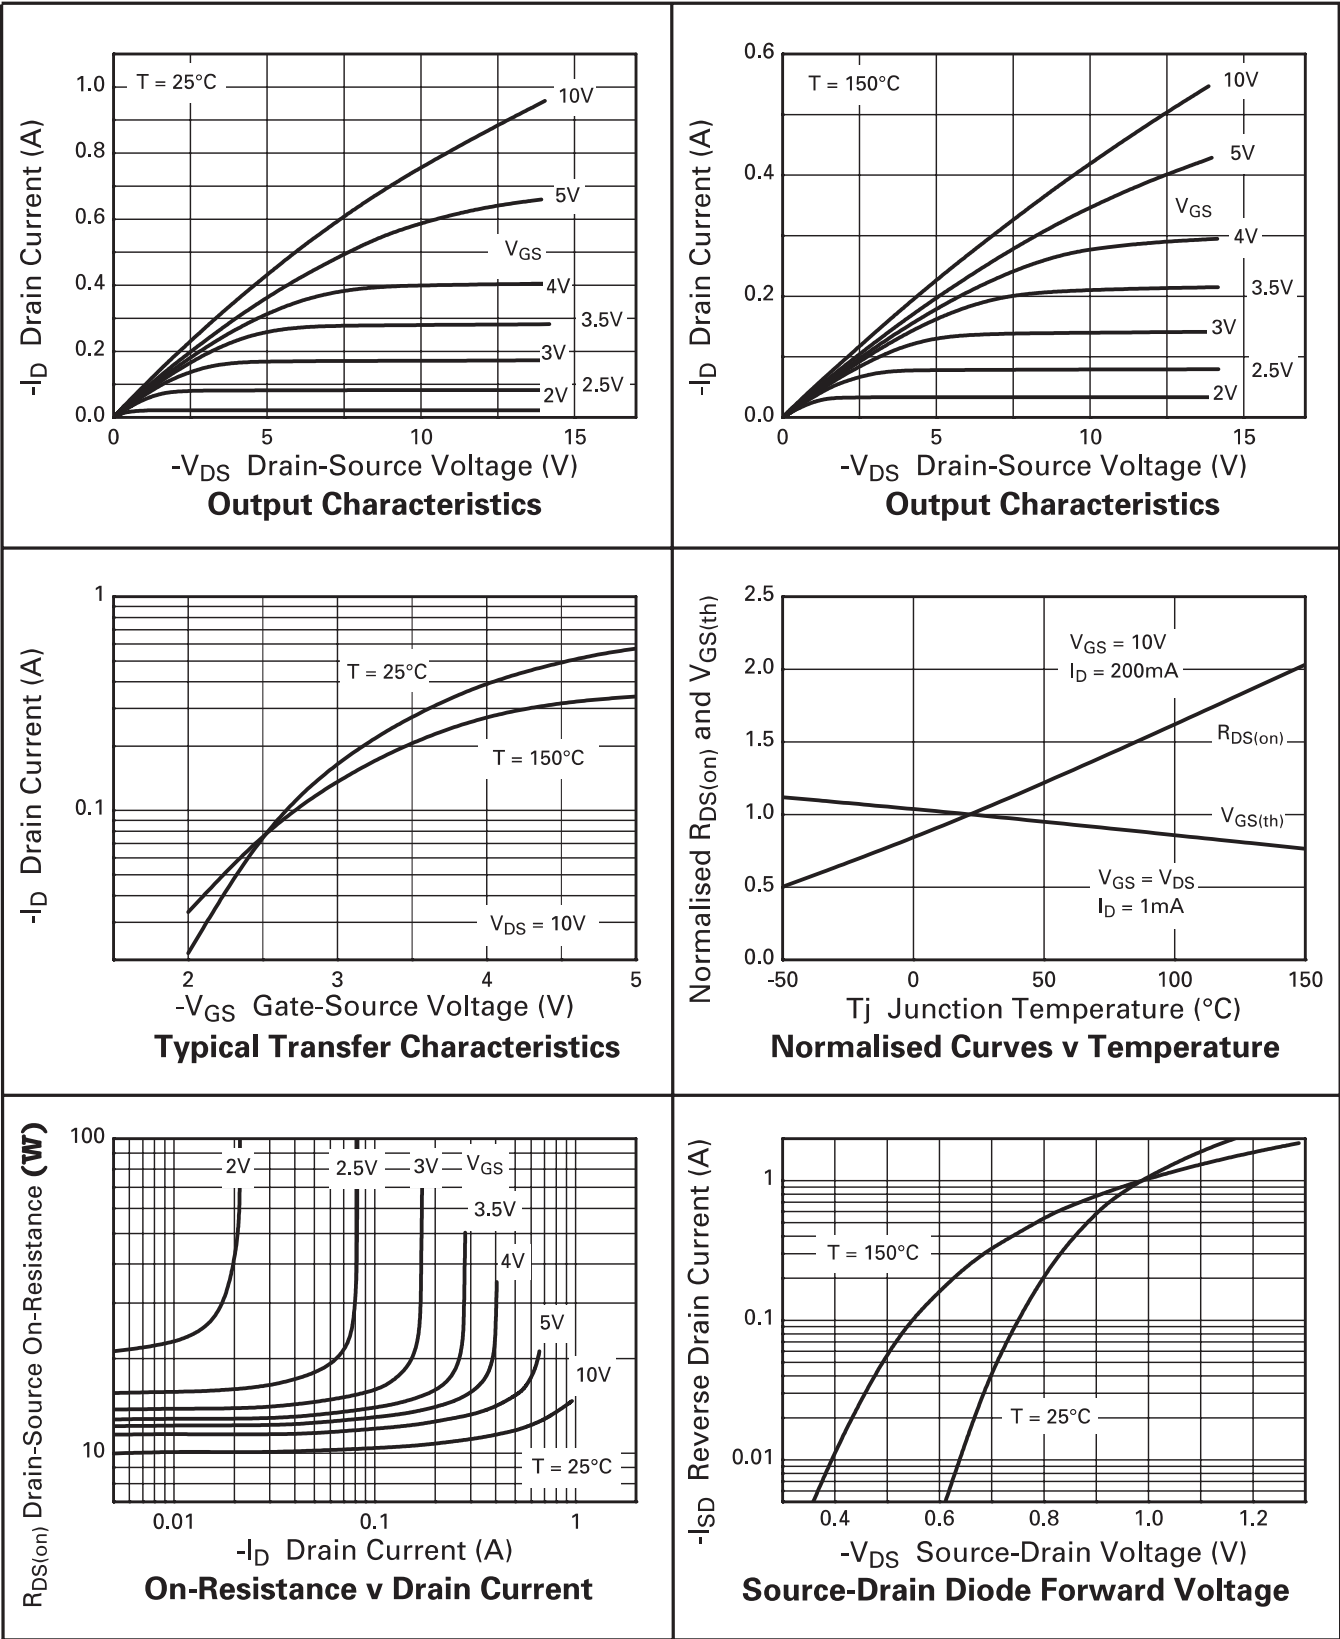 T = 25°C
10V
5V
VGS
4V
3.5V
3V
2.5V
2V
1.0
0.8
0.6
0.4
0.2
0.0
0 5 10 15
-ID Drain Current (A)
-VDS Drain-Source Voltage (V)
Output Characteristics
T = 150°C
10V
5V
VGS
4V
3.5V
3V
2.5V
2V
0.6
0.4
0.2
0.0
0 5 10 15
-ID Drain Current (A)
-VDS Drain-Source Voltage (V)
Output Characteristics
1
0.1
T = 25°C
T = 150°C
VDS = 10V
2 3 4 5
-ID Drain Current (A)
-VGS Gate-Source Voltage (V)
Typical Transfer Characteristics
2.5
2.0
1.5
1.0
0.5
0.0
VGS = 10V
ID = 200mA
RDS(on)
VGS(th)
VGS = VDS
ID = 1mA
-50 0 50 100 150
Normalised RDS(on) and VGS(th)
Tj Junction Temperature (°C)
Normalised Curves v Temperature
100
10
2V
2.5V
3V
VGS
3.5V
4V
5V
10V
T = 25°C
0.01 0.1 1
RDS(on) Drain-Source On-Resistance (W)
-ID Drain Current (A)
On-Resistance v Drain Current
1
0.1
0.01
T = 150°C
T = 25°C
0.4 0.6 0.8 1.0 1.2
-ISD Reverse Drain Current (A)
-VDS Source-Drain Voltage (V)
Source-Drain Diode Forward Voltage